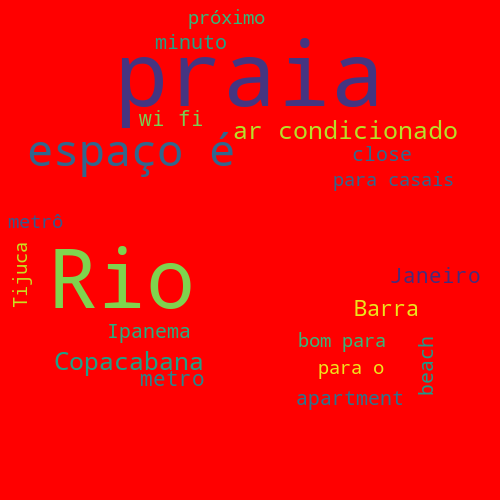 próximo
minuto
praia
wi fi
ar condicionado
espaço é
close
para casais
metrô
Tijuca
Rio
Janeiro
Barra
Ipanema
bom para
Copacabana
para o
beach
metro
apartment